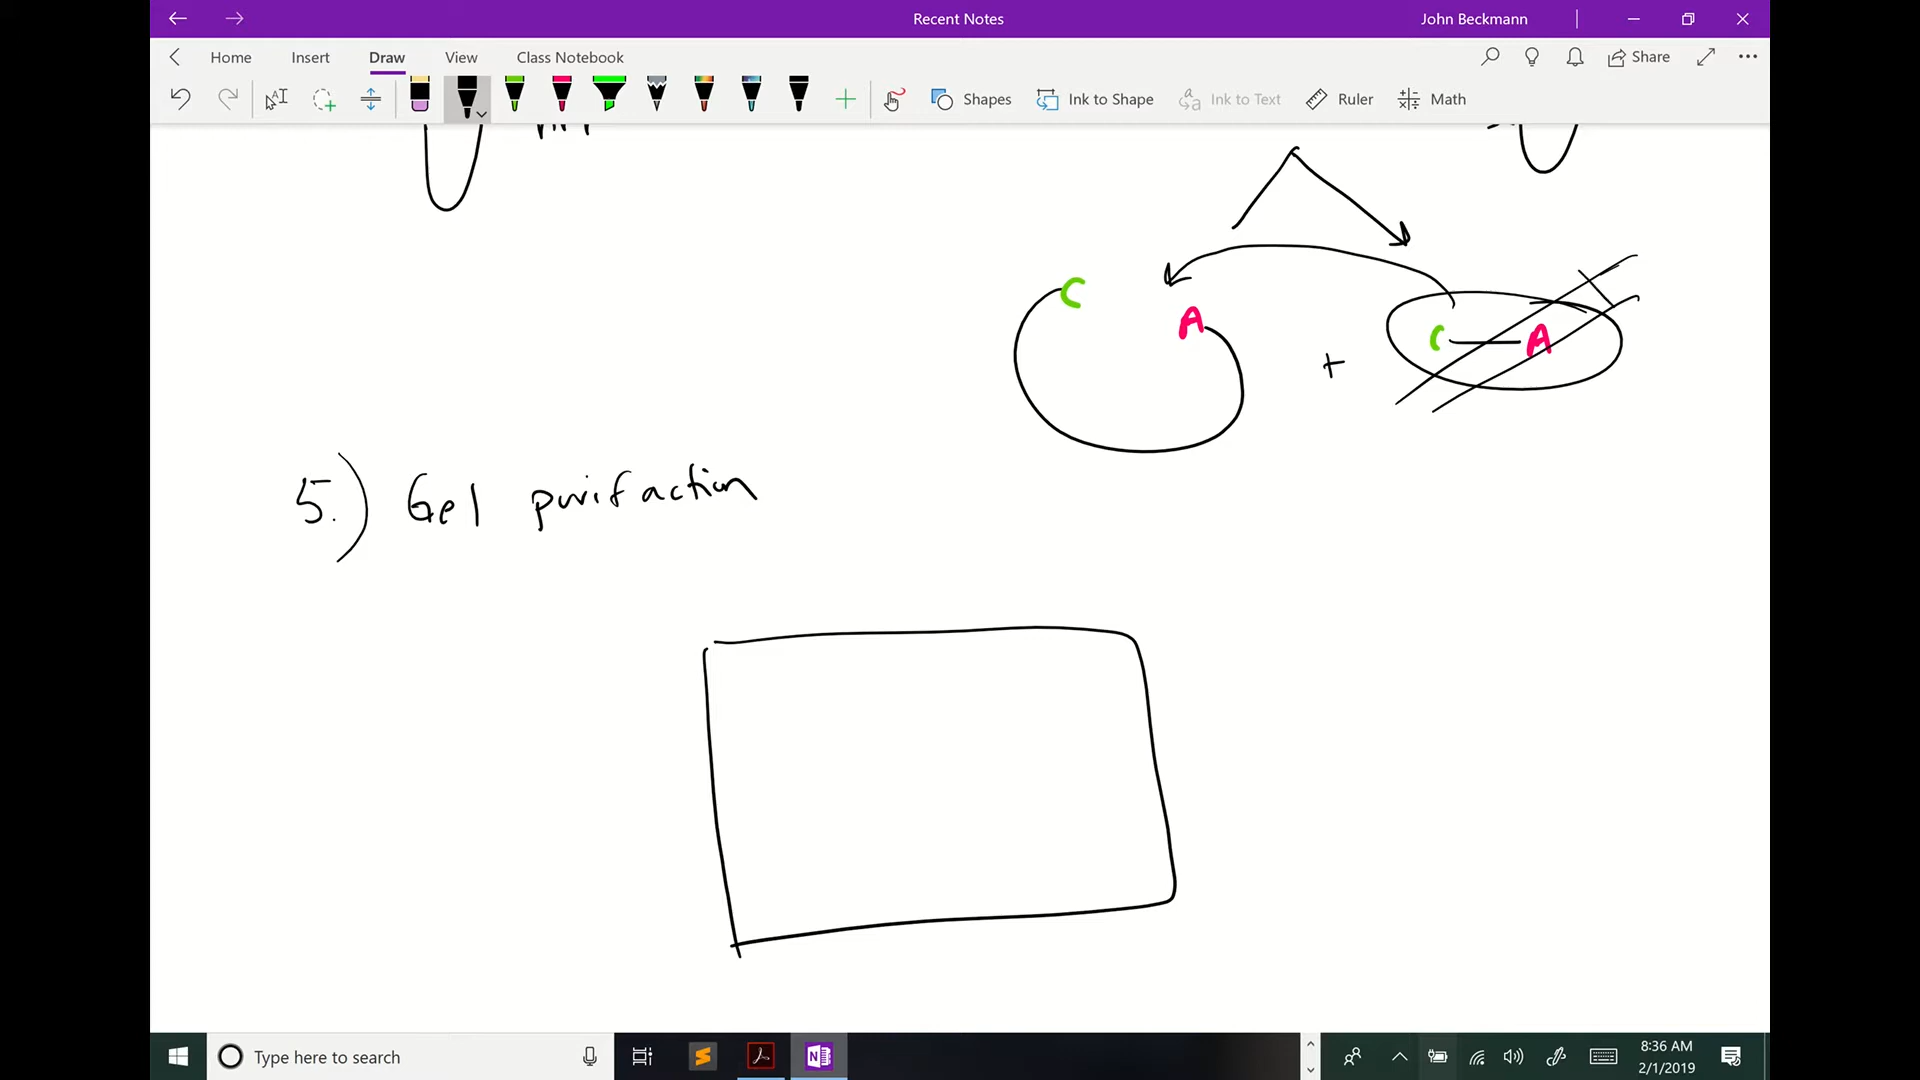 Recent Notes
John Beckmann
Home Insert Draw View Class Notebook
Share
Shapes Ink to Shape Ink to Text Ruler Math
C
A
+
C A
5.) Gel purifaction
Type here to search
8:36 AM
2/1/2019